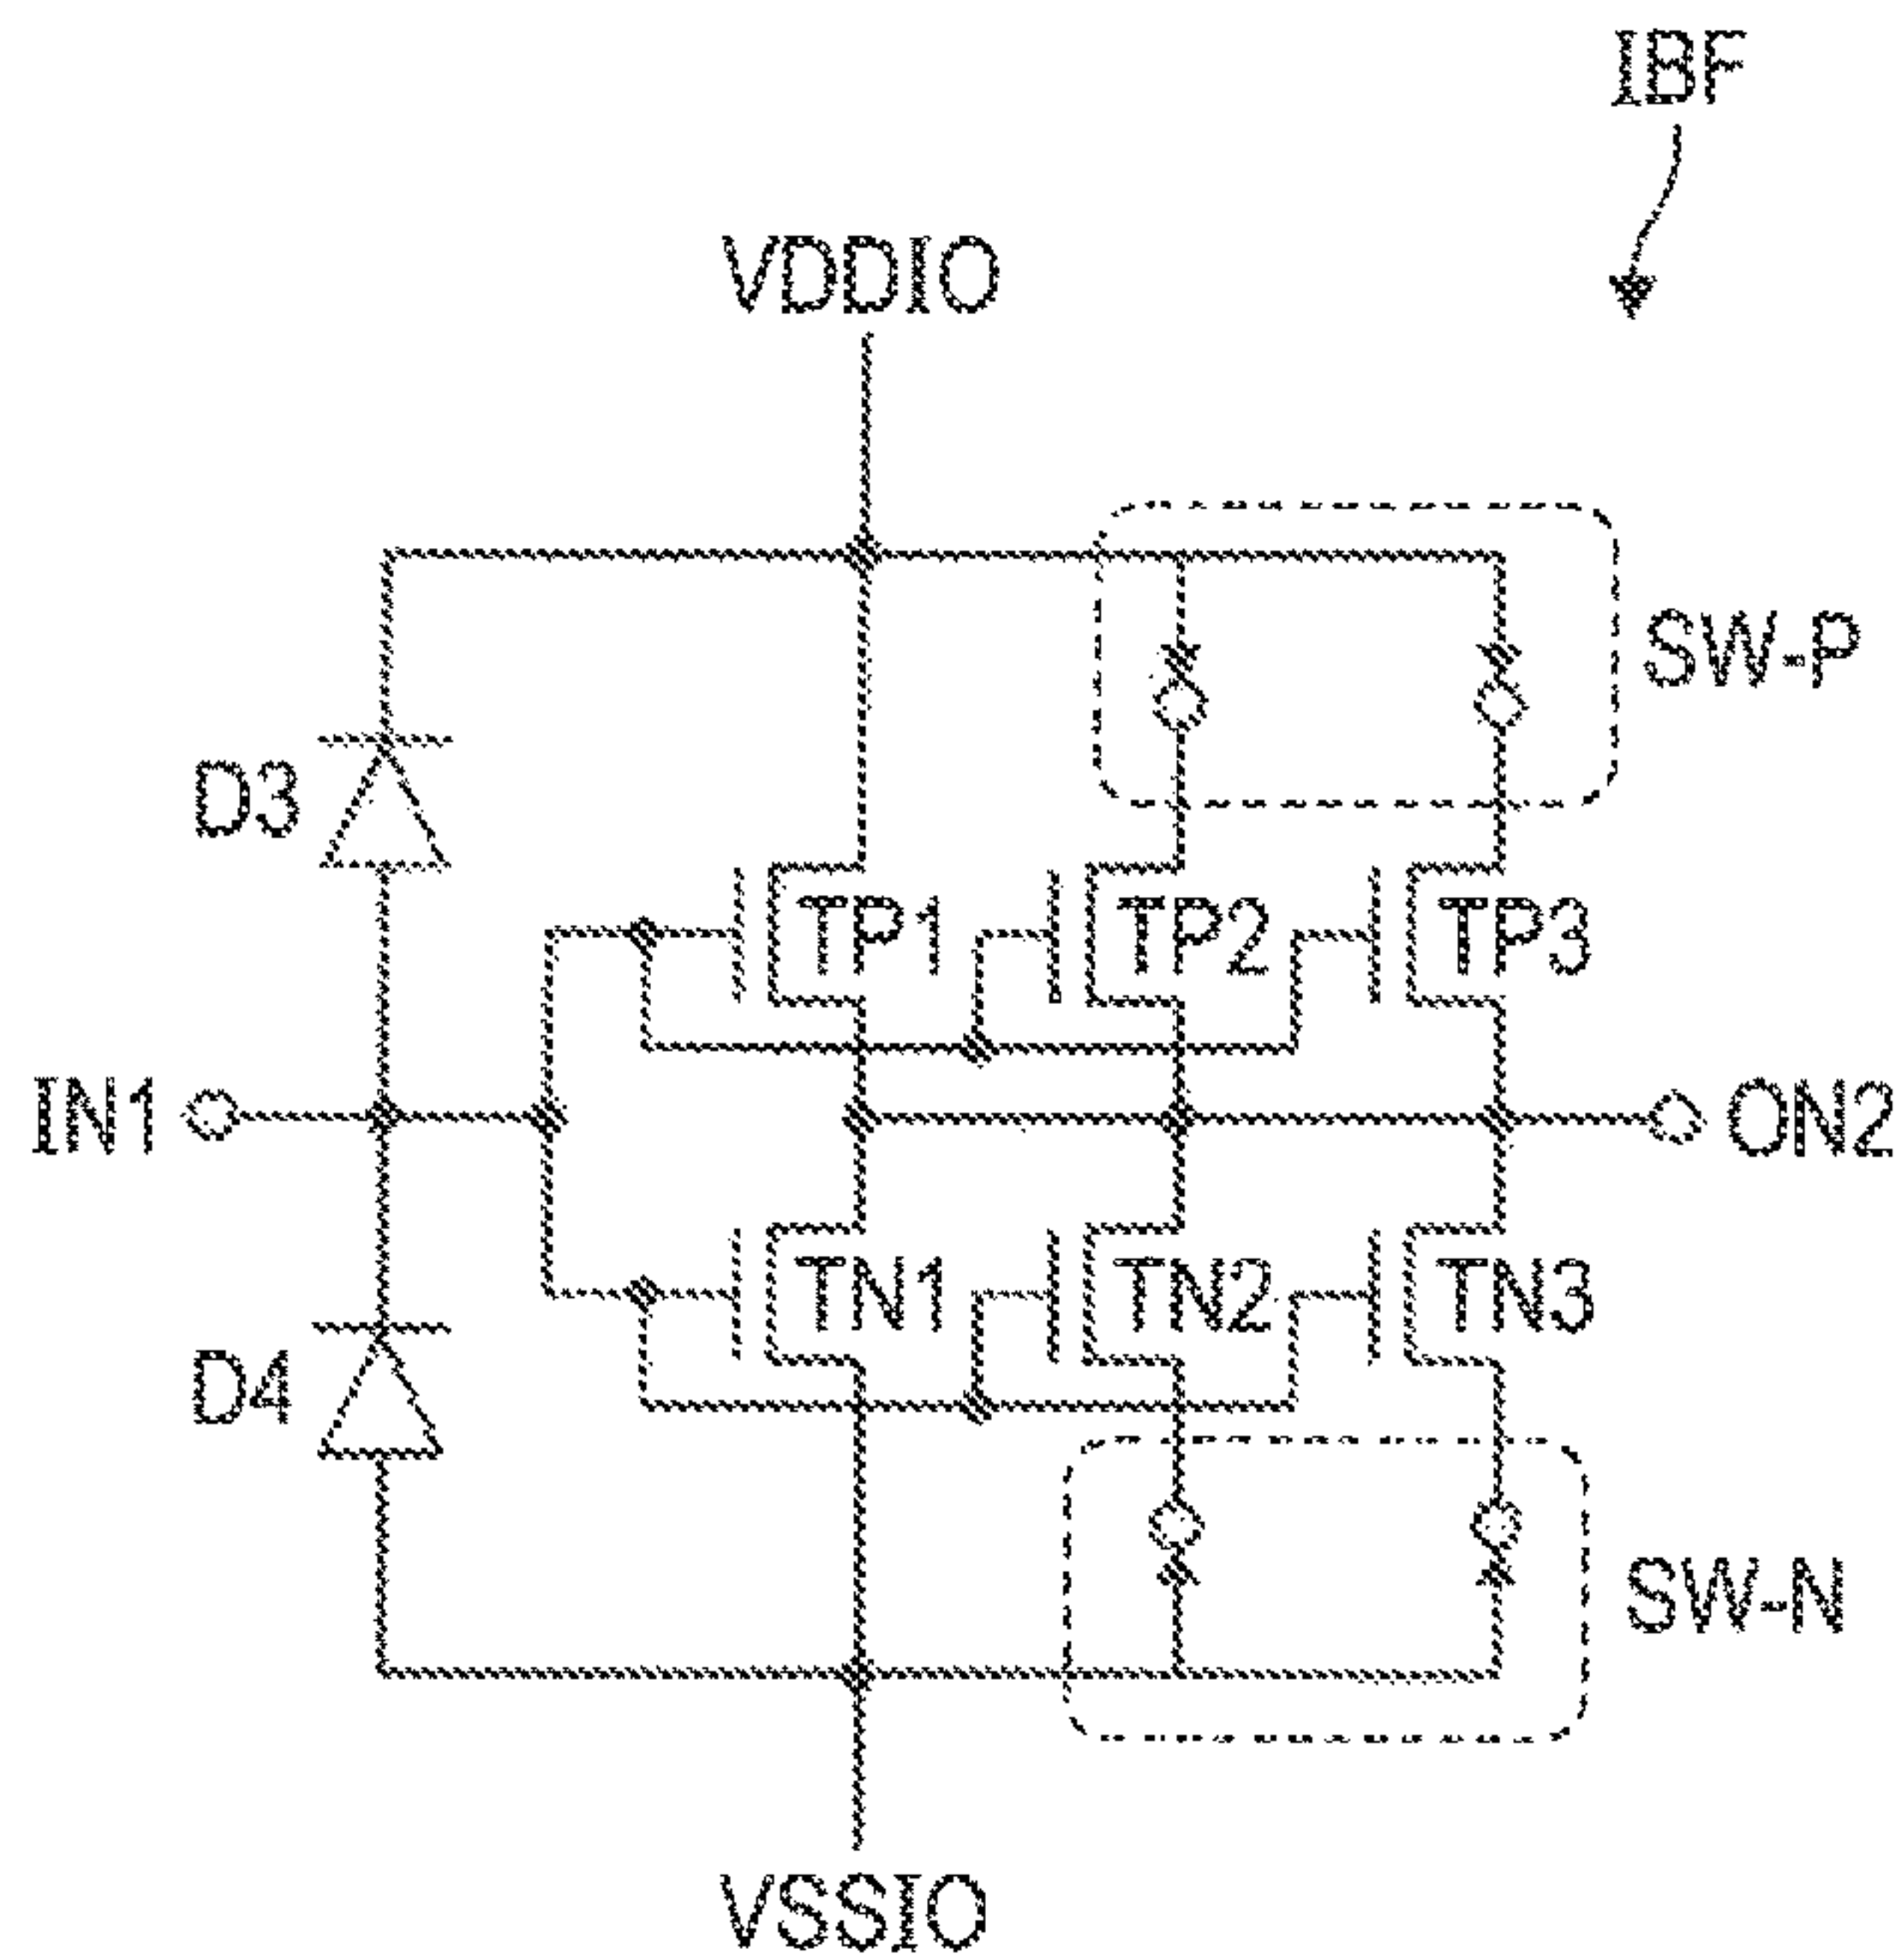 IBF
VDDIO
SW-P
D3
TP1 TP2 TP3
IN1 ON2
TN1 TN2 TN3
D4
SW-N
VSSIO